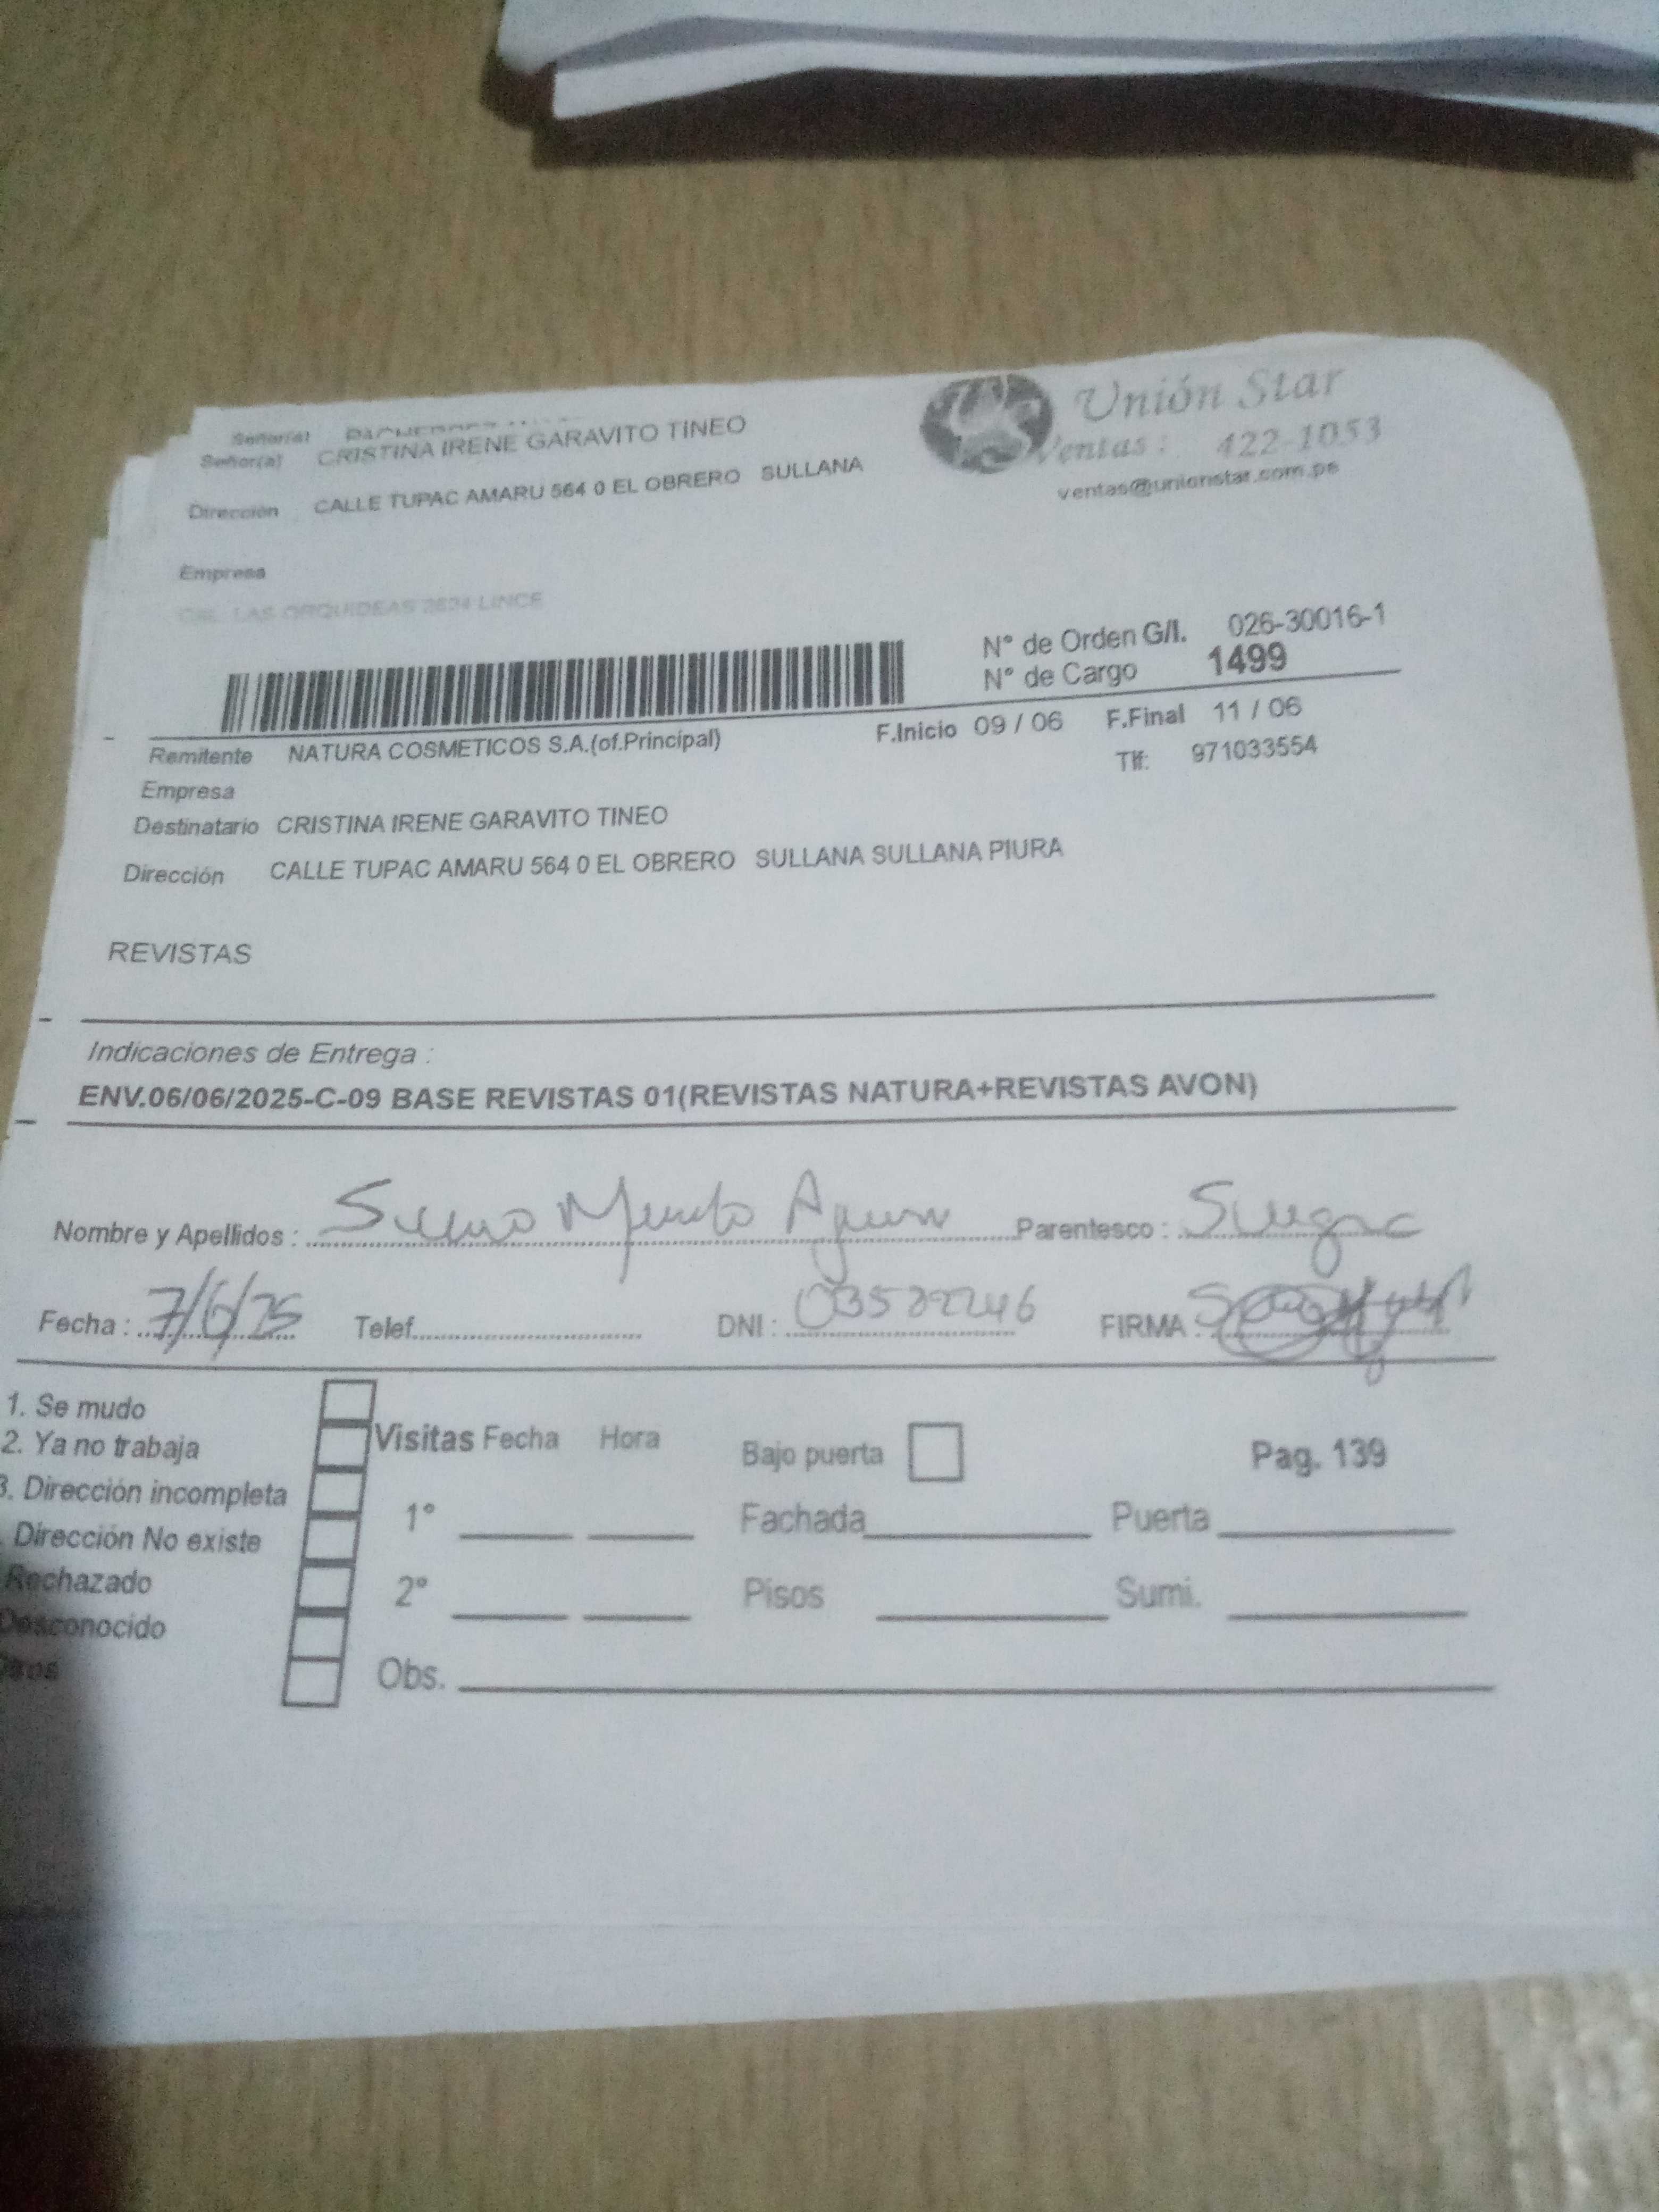 Señor(a)
Unión Star
Señor(a) CRISTINA IRENE GARAVITO TINEO
Ventas : 422-1053
ventas@unionstar.com.pe
Dirección CALLE TUPAC AMARU 564 0 EL OBRERO SULLANA
Empresa
LAS ORQUIDEAS LINCE
N° de Orden G/I. 026-30016-1
N° de Cargo 1499
Remitente NATURA COSMETICOS S.A.(of.Principal) F.Inicio 09 / 06 F.Final 11 / 06
Empresa Tlf: 971033554
Destinatario CRISTINA IRENE GARAVITO TINEO
Dirección CALLE TUPAC AMARU 564 0 EL OBRERO SULLANA SULLANA PIURA
REVISTAS
Indicaciones de Entrega :
ENV.06/06/2025-C-09 BASE REVISTAS 01(REVISTAS NATURA+REVISTAS AVON)
Nombre y Apellidos : Parentesco : Suegra
Fecha : 7/6/25 Telef. DNI : FIRMA :
1. Se mudo
2. Ya no trabaja
3. Dirección incompleta
. Dirección No existe
Rechazado
Desconocido
Visitas Fecha Hora Bajo puerta Pag. 139
1° Fachada Puerta
2° Pisos Sumi.
Obs.